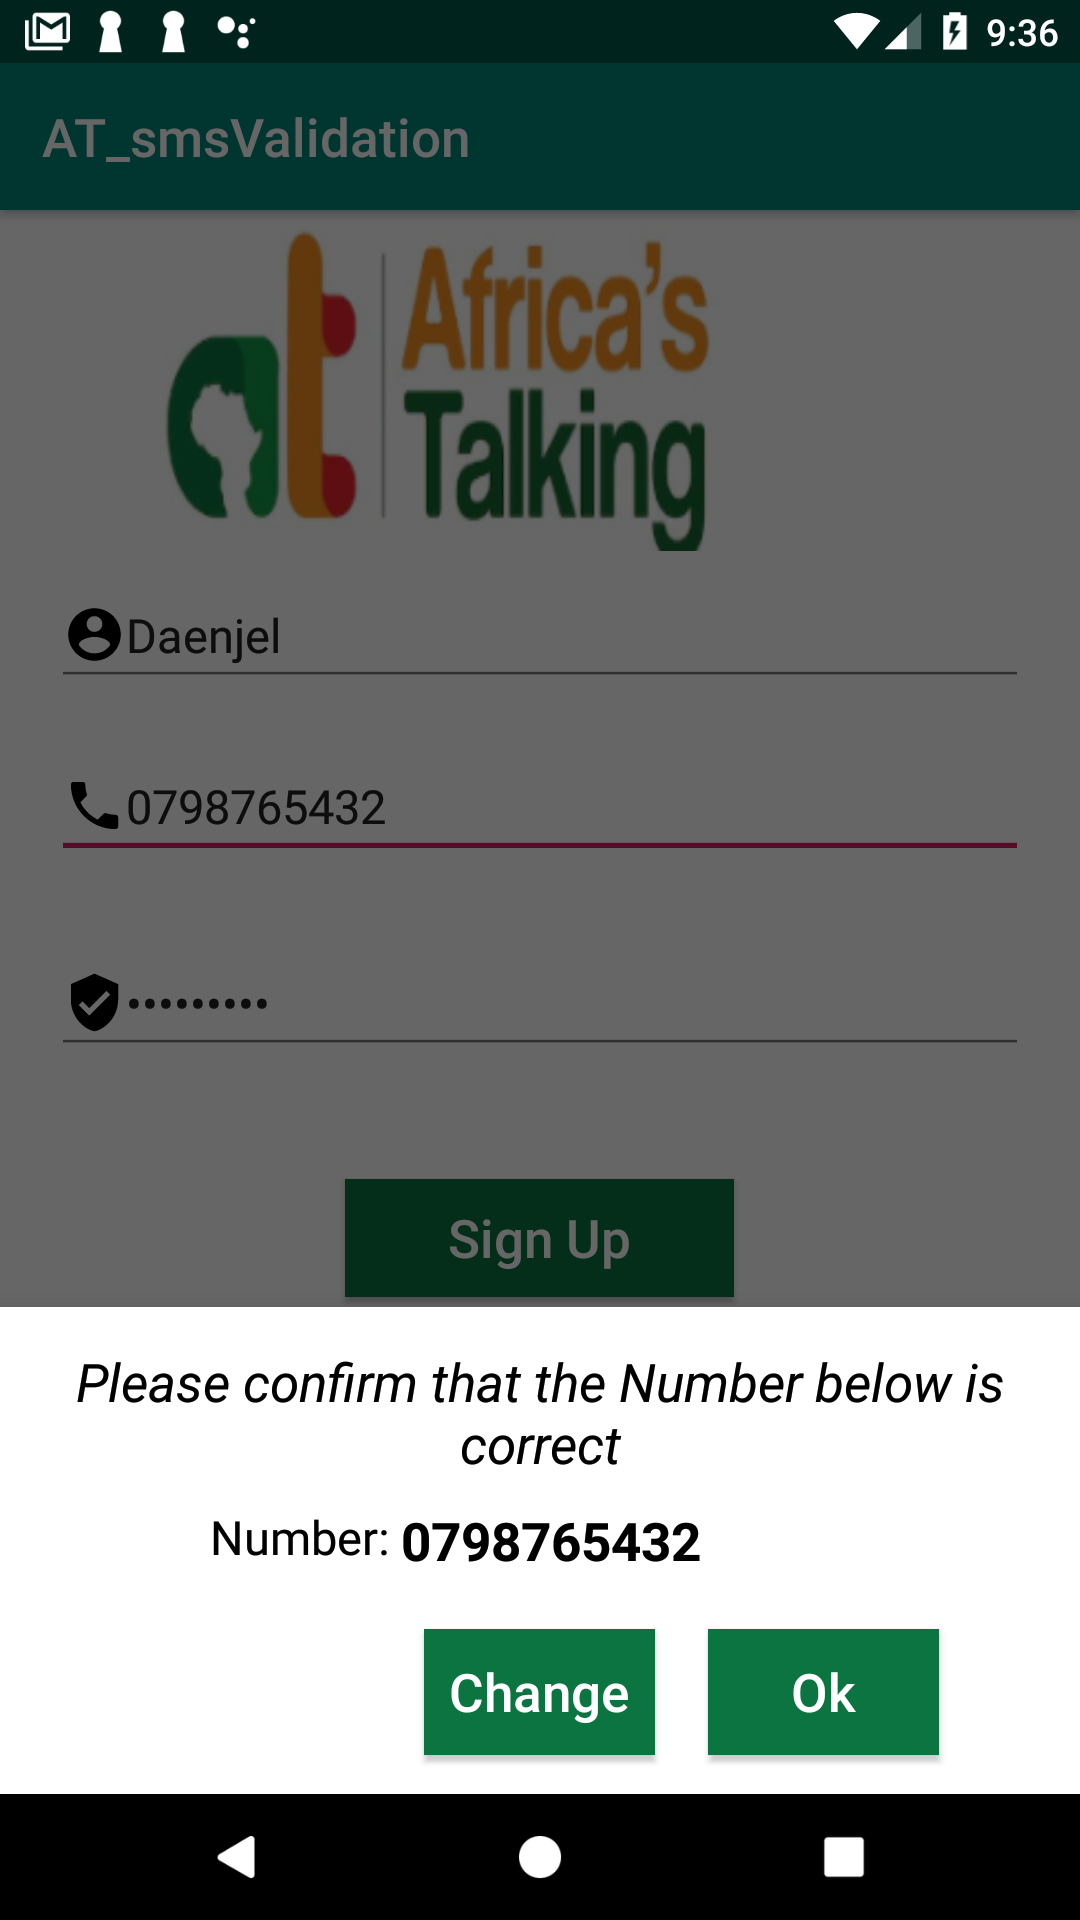 9:36
AT_smsValidation
Africa's
Talking
Daenjel
0798765432
•••••••••
Sign Up
Please confirm that the Number below is
correct
Number: 0798765432
Change Ok